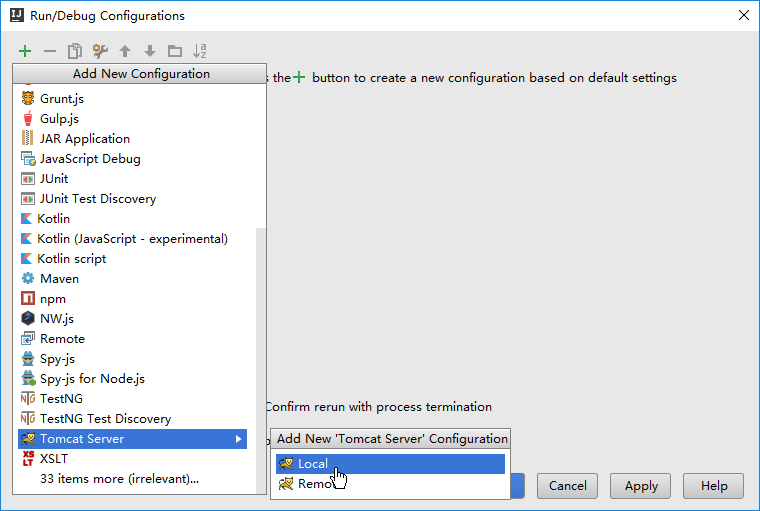 Run/Debug Configurations
Add New Configuration
the + button to create a new configuration based on default settings
Grunt.js
Gulp.js
JAR Application
JavaScript Debug
JUnit
JUnit Test Discovery
Kotlin
Kotlin (JavaScript - experimental)
Kotlin script
Maven
npm
NW.js
Remote
Spy-js
Spy-js for Node.js
TestNG
TestNG Test Discovery
Tomcat Server
XSLT
33 items more (irrelevant)...
Confirm rerun with process termination
Add New 'Tomcat Server' Configuration
Local
Cancel
Apply
Help